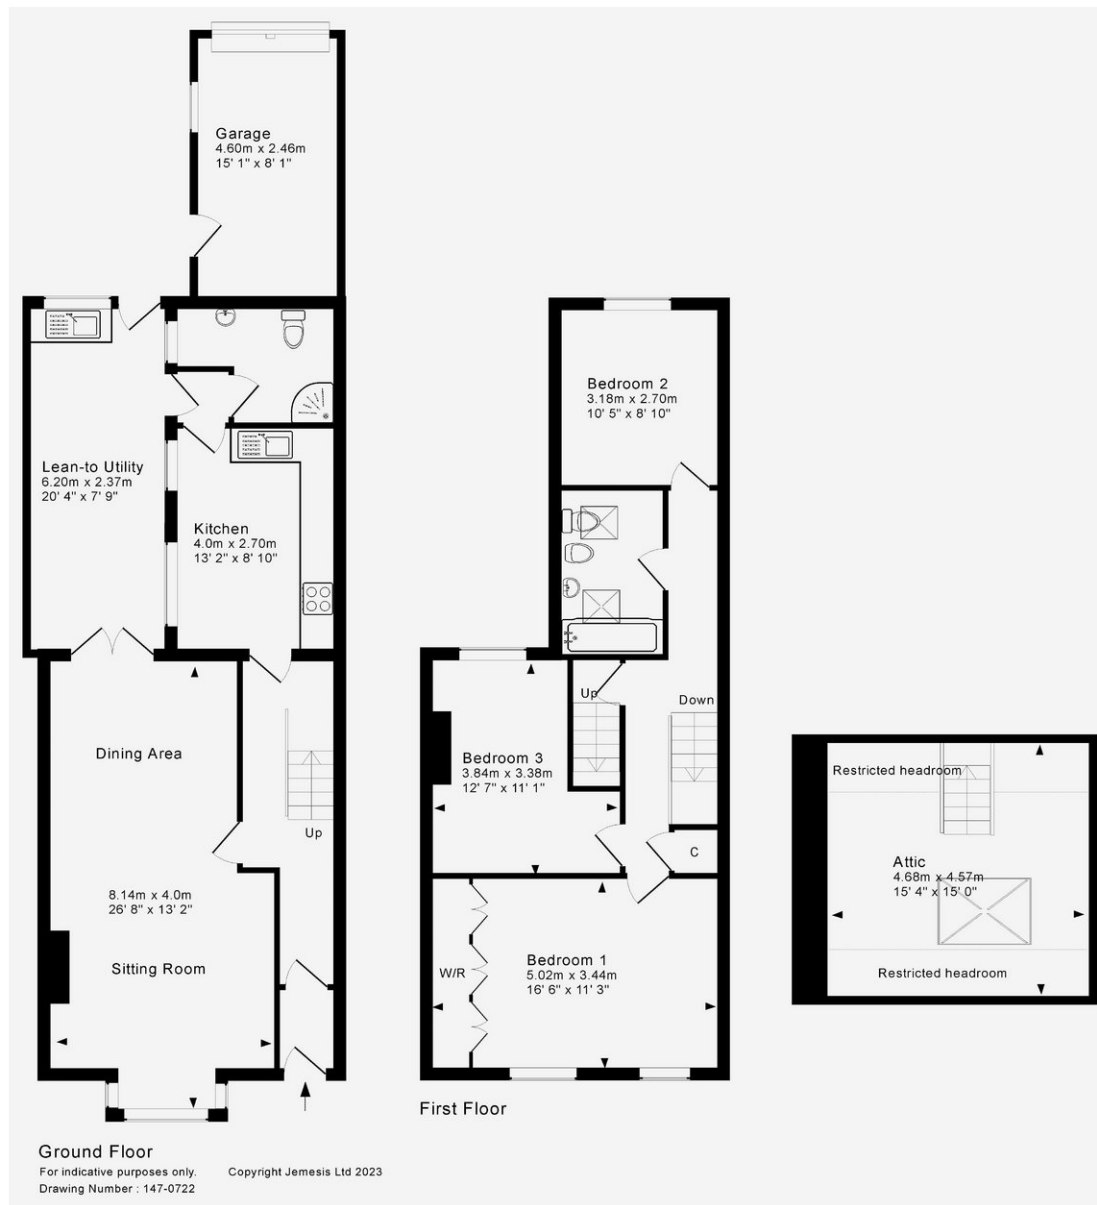 Garage
4.60m x 2.46m
15' 1" x 8' 1"
Lean-to Utility
6.20m x 2.37m
20' 4" x 7' 9"
Kitchen
4.0m x 2.70m
13' 2" x 8' 10"
Dining Area
Up
8.14m x 4.0m
26' 8" x 13' 2"
Sitting Room
Ground Floor
For indicative purposes only. Copyright Jemesis Ltd 2023
Drawing Number : 147-0722
Bedroom 2
3.18m x 2.70m
10' 5" x 8' 10"
Up
Down
Bedroom 3
3.84m x 3.38m
12' 7" x 11' 1"
C
W/R
Bedroom 1
5.02m x 3.44m
16' 6" x 11' 3"
First Floor
Restricted headroom
Attic
4.68m x 4.57m
15' 4" x 15' 0"
Restricted headroom